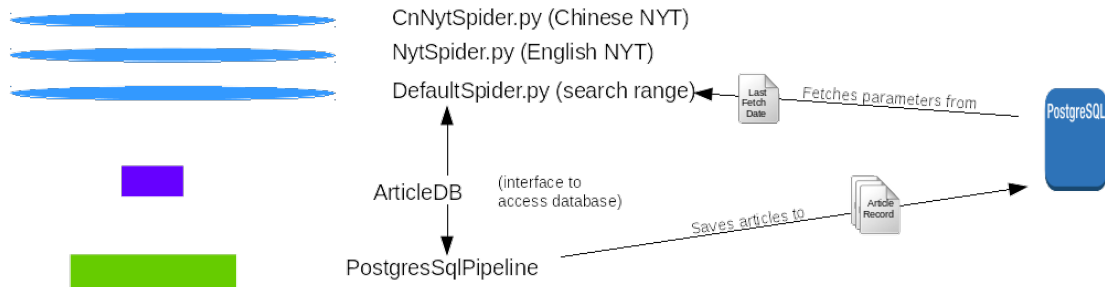 CnNytSpider.py (Chinese NYT)
NytSpider.py (English NYT)
DefaultSpider.py (search range)
Last
Fetch
Date
Fetches parameters from
PostgreSQL
ArticleDB
(interface to
access database)
Saves articles to
Article
Record
PostgresSqlPipeline